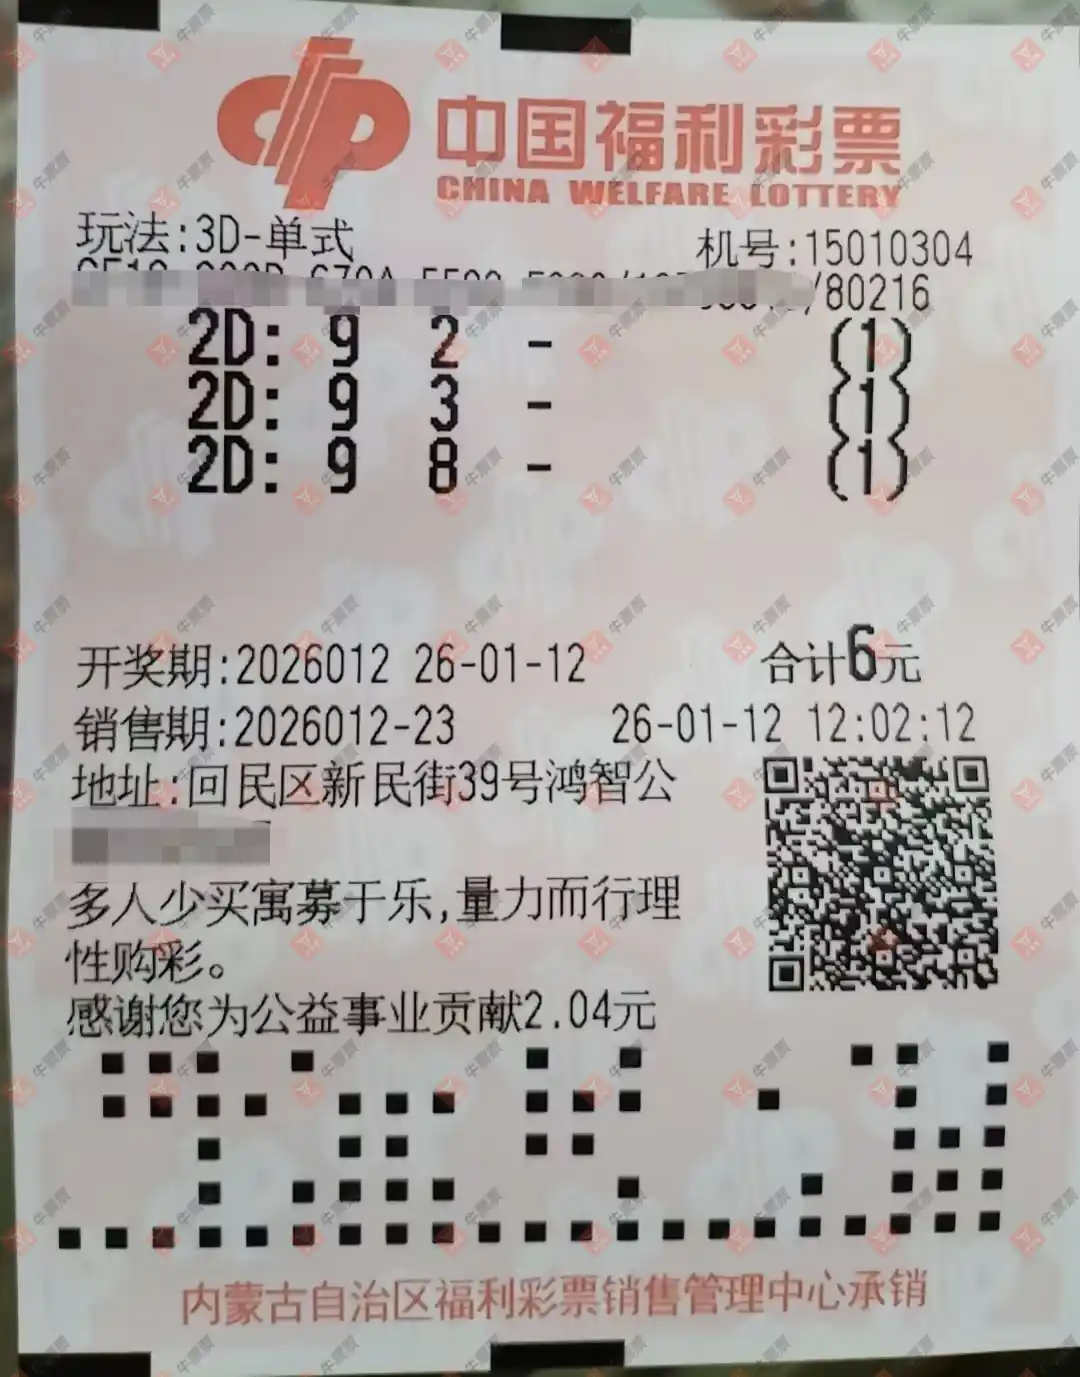 中国福利彩票
CHINA WELFARE LOTTERY
玩法:3D-单式
机号:15010304
/80216
2D: 9 2 - (1)
2D: 9 3 - (1)
2D: 9 8 - (1)
开奖期:2026012 26-01-12 合计6元
销售期:2026012-23 26-01-12 12:02:12
地址:回民区新民街39号鸿智公
多人少买寓募于乐,量力而行理
性购彩。
感谢您为公益事业贡献2.04元
内蒙古自治区福利彩票销售管理中心承销
牛票票